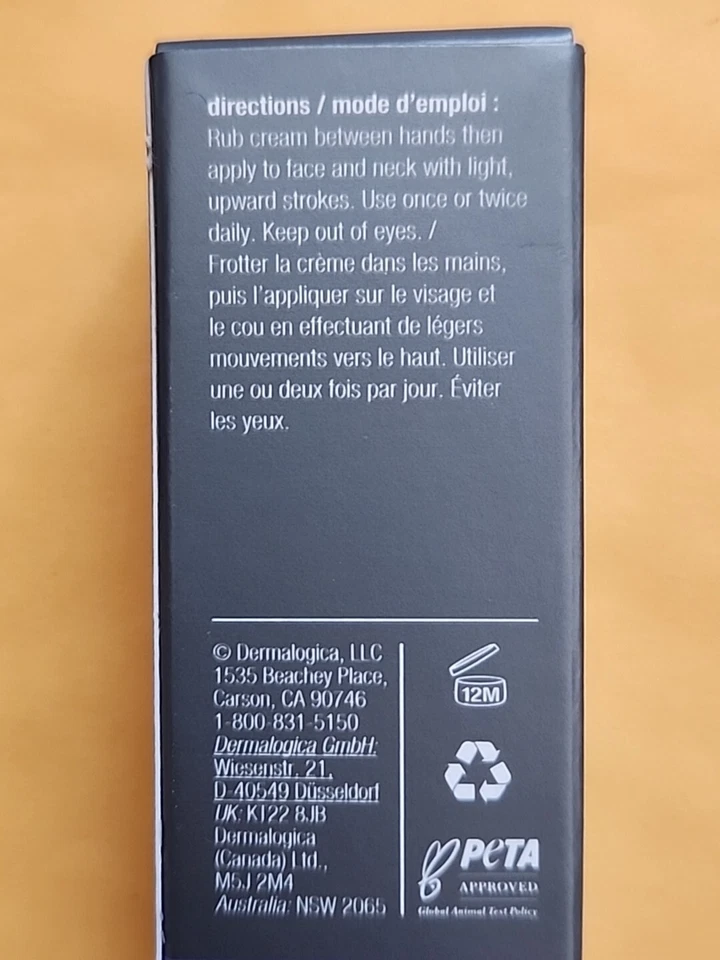 directions / mode d'emploi :
Rub cream between hands then
apply to face and neck with light,
upward strokes. Use once or twice
daily. Keep out of eyes. /
Frotter la crème dans les mains,
puis l'appliquer sur le visage et
le cou en effectuant de légers
mouvements vers le haut. Utiliser
une ou deux fois par jour. Éviter
les yeux.
© Dermalogica, LLC
1535 Beachey Place,
Carson, CA 90746
1-800-831-5150
Dermalogica GmbH:
Wiesenstr. 21,
D-40549 Düsseldorf
UK: KT22 8JB
Dermalogica
(Canada) Ltd.,
M5J 2M4
Australia: NSW 2065
12M
PETA
APPROVED
Global Animal Test Policy